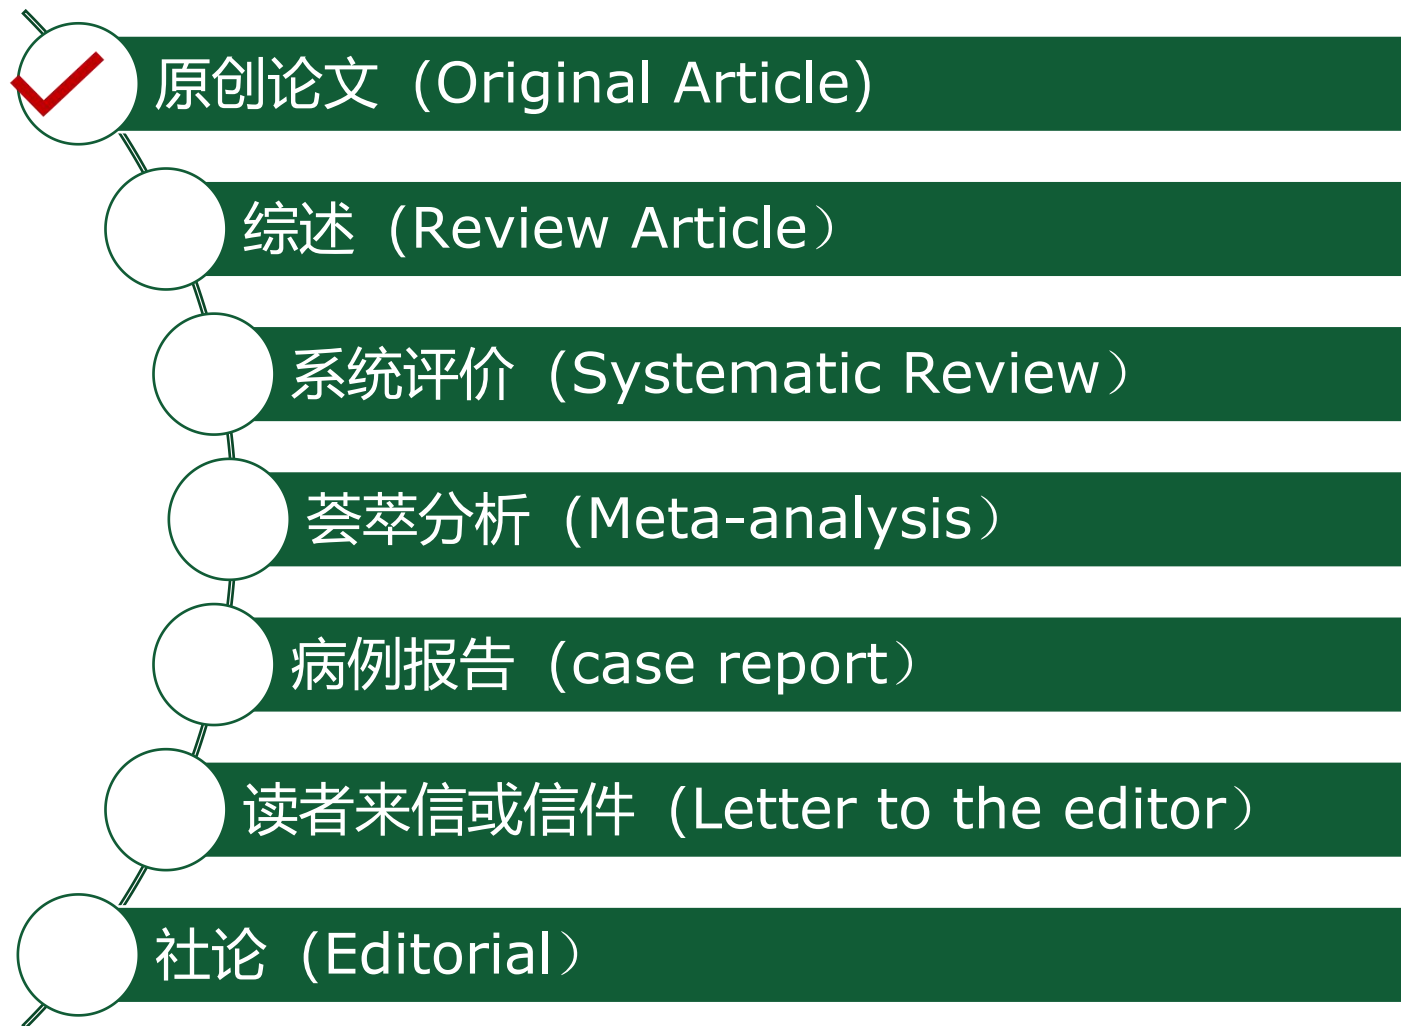 原创论文 (Original Article)
综述 (Review Article）
系统评价 (Systematic Review）
荟萃分析 (Meta-analysis）
病例报告 (case report）
读者来信或信件 (Letter to the editor）
社论 (Editorial）